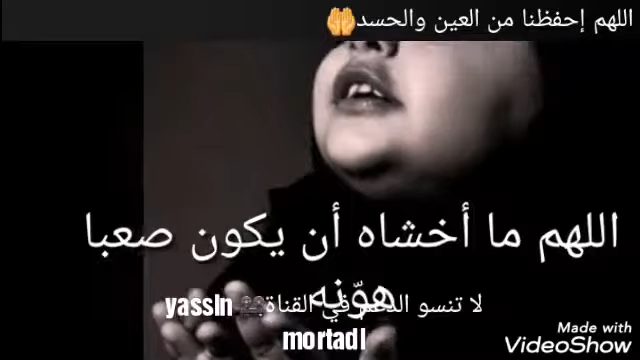 اللهم إحفظنا من العين والحسد🤲
اللهم ما أخشاه أن يكون صعبا
هوّنه
لا تنسو الدعم في القناة
yassIn
mortadI
Made with
VideoShow